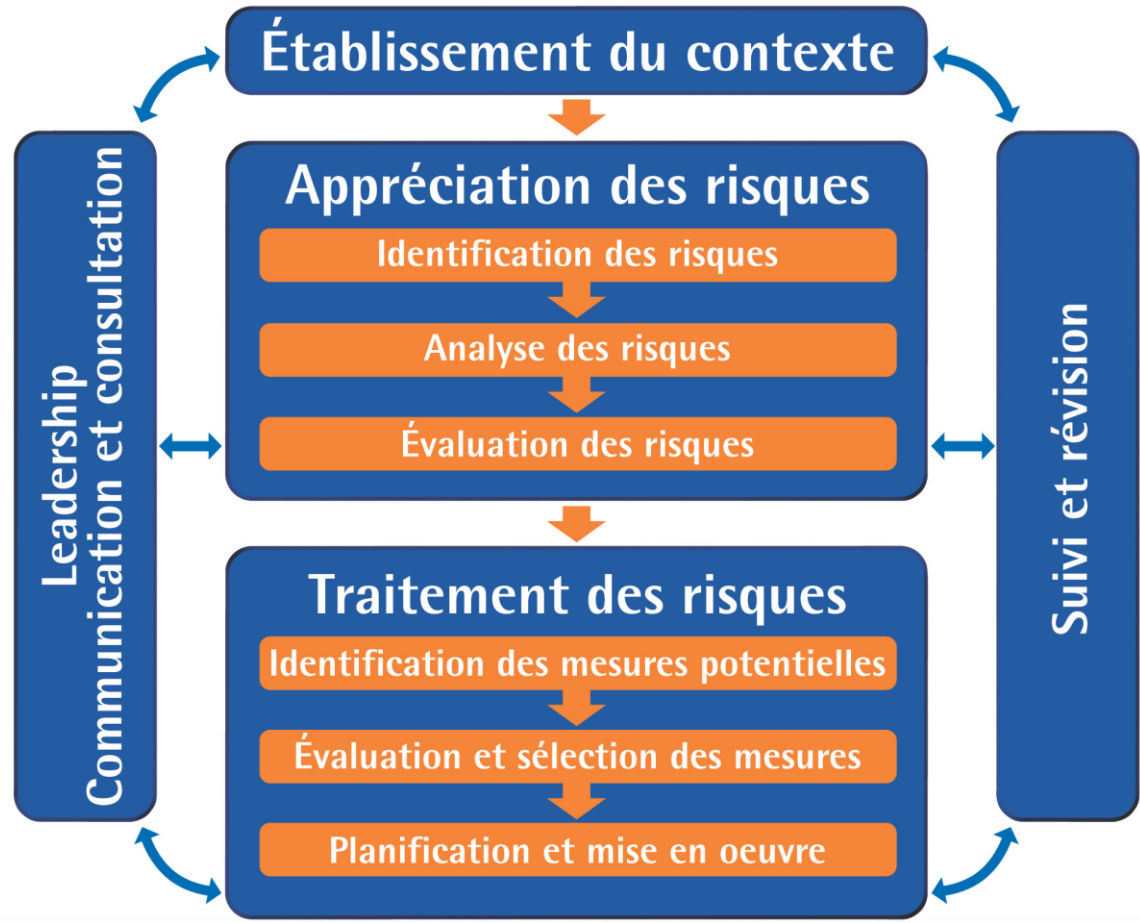 Établissement du contexte
Leadership
Communication et consultation
Appréciation des risques
Identification des risques
Analyse des risques
Évaluation des risques
Traitement des risques
Identification des mesures potentielles
Évaluation et sélection des mesures
Planification et mise en oeuvre
Suivi et révision